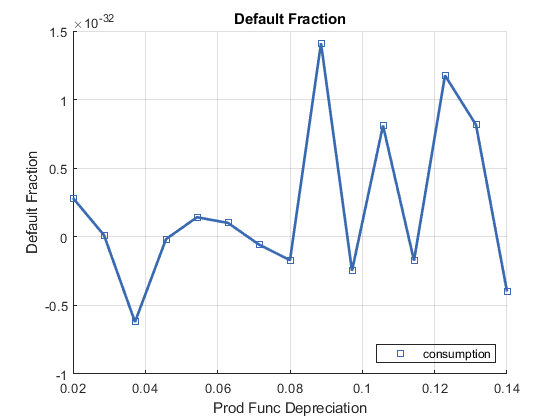 ×10-32
Default Fraction
1.5
1
0.5
0
-0.5
-1
Default Fraction
consumption
0.02 0.04 0.06 0.08 0.1 0.12 0.14
Prod Func Depreciation